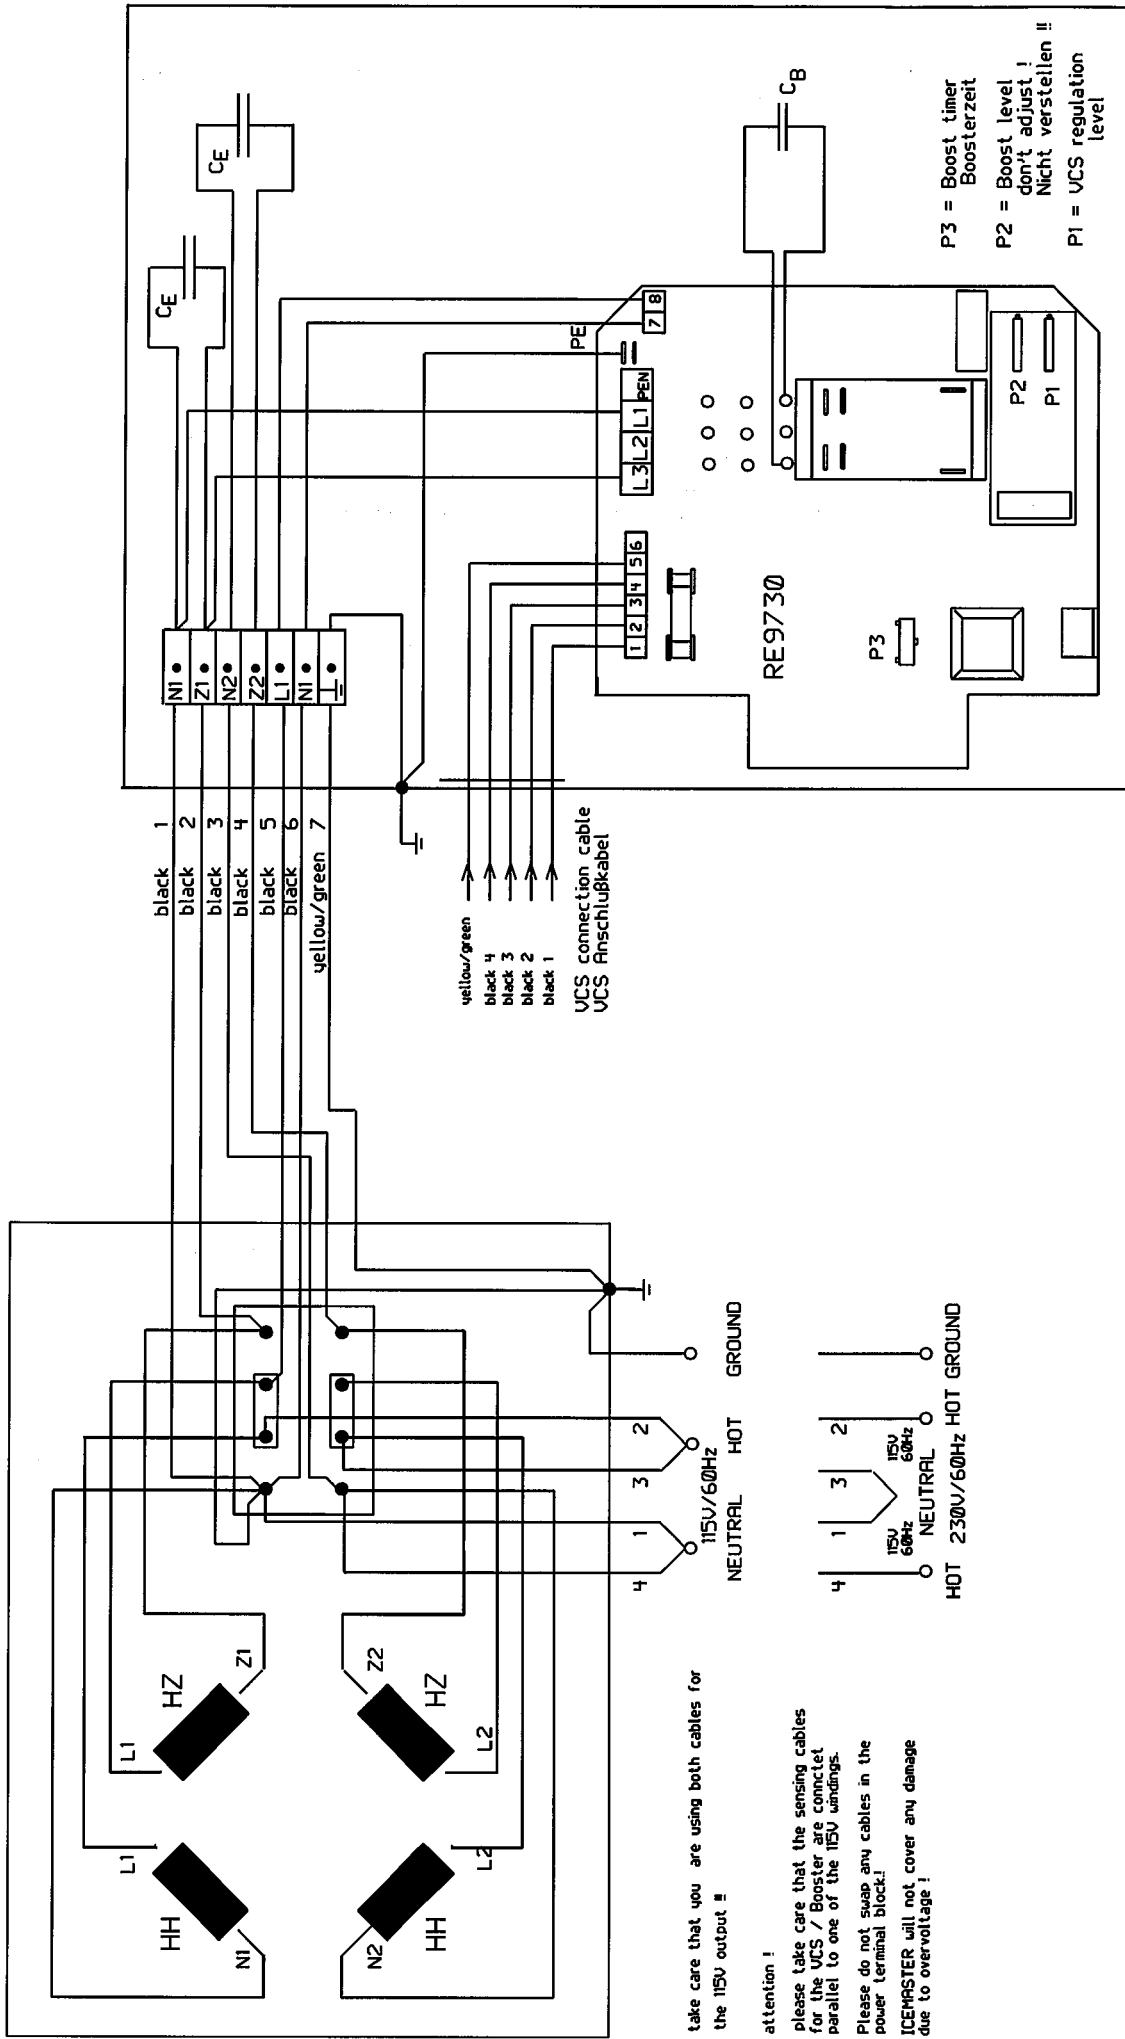 HH
L1
N1
HZ
L1
Z1
HH
L2
N2
HZ
L2
Z2
black 1
black 2
black 3
black 4
black 5
black 6
yellow/green 7
N1
Z1
N2
Z2
L1
N1
CE
CE
yellow/green
black 4
black 3
black 2
black 1
VCS connection cable
VCS Anschlußkabel
1 2 3 4 5 6
L3 L2 L1 PEN
PE
7 8
RE9730
P3
P2
P1
CB
P3 = Boost timer
Boosterzeit
P2 = Boost level
don't adjust !
Nicht verstellen !!
P1 = VCS regulation
level
4 1 3 2
115V/60Hz
NEUTRAL HOT GROUND
4 1 3 2
115V
60Hz
115V
60Hz
NEUTRAL
HOT 230V/60Hz HOT GROUND
take care that you are using both cables for
the 115V output !!
attention !
please take care that the sensing cables
for the VCS / Booster are conntcet
parallel to one of the 115V windings.
Please do not swap any cables in the
power terminal block!
ICEMASTER will not cover any damage
due to overvoltage !